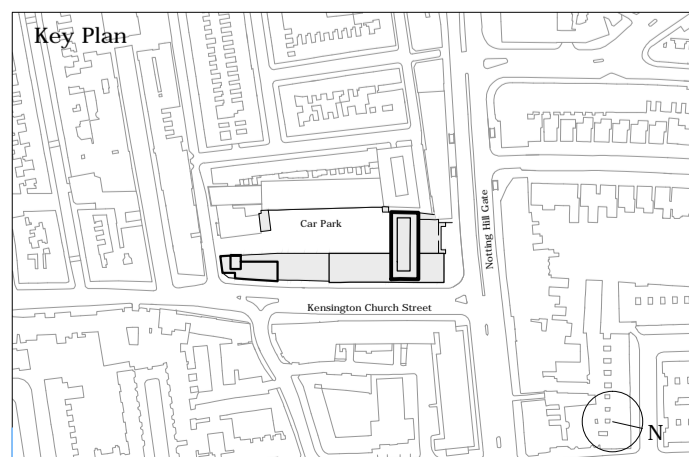 Key Plan
Car Park
Notting Hill Gate
Kensington Church Street
N